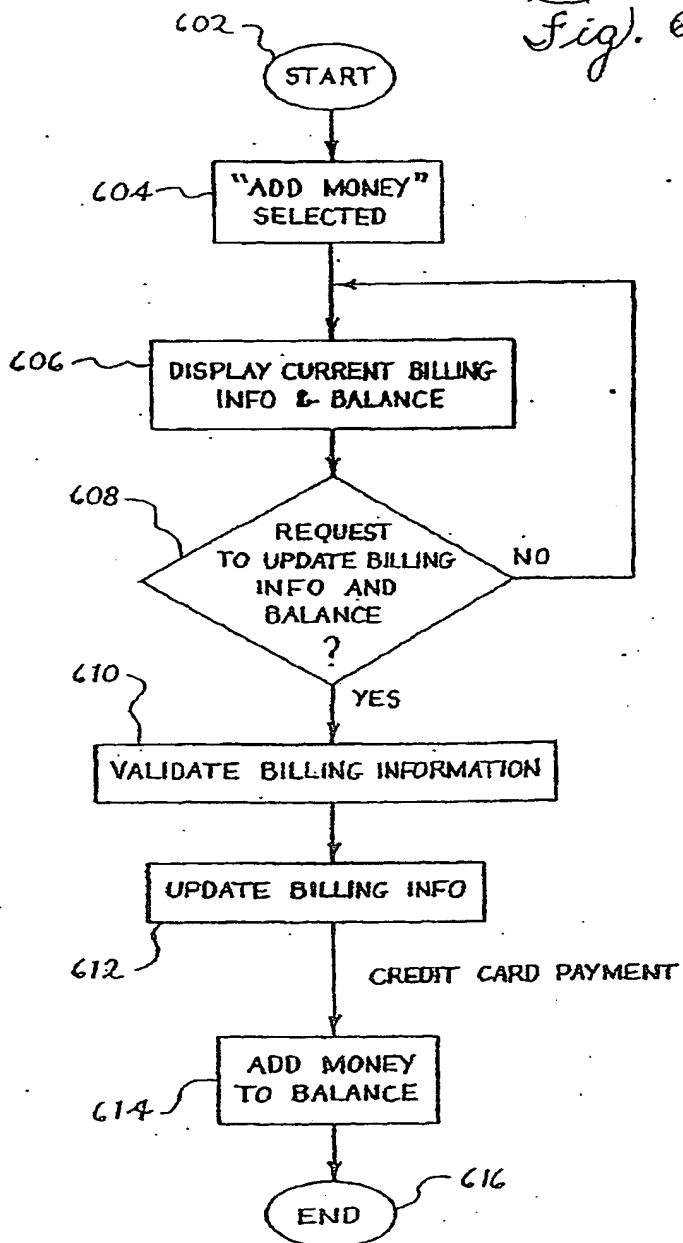 Fig. 6
602
START
604
"ADD MONEY"
SELECTED
606
DISPLAY CURRENT BILLING
INFO & BALANCE
608
REQUEST
TO UPDATE BILLING
INFO AND
BALANCE
?
NO
YES
610
VALIDATE BILLING INFORMATION
UPDATE BILLING INFO
612
CREDIT CARD PAYMENT
ADD MONEY
TO BALANCE
614
END
616